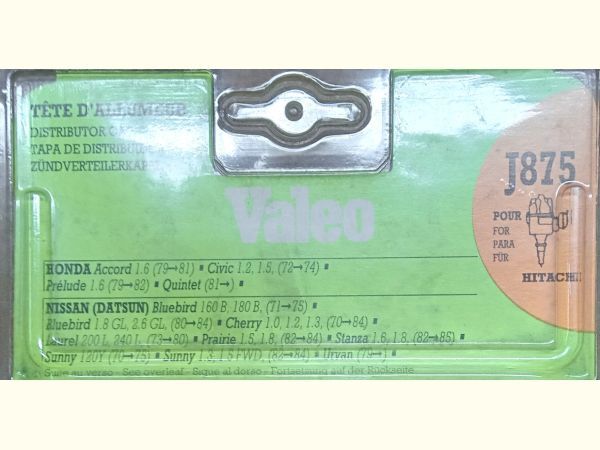 TÊTE D'ALLUMEUR
DISTRIBUTOR
TAPA DE DISTRIBU
ZÜNDVERTEILERKAP
Valeo
J875
POUR
FOR
PARA
FÜR
HITACHI
HONDA Accord 1.6 (79→81) ▪ Civic 1.2, 1.5, (72→74) ▪
Prélude 1.6 (79→82) ▪ Quintet (81→)
NISSAN (DATSUN) Bluebird 160 B, 180 B, (71→75)
Bluebird 1.8 GL, 2.6 GL, (80→84) ▪ Cherry 1.0, 1.2, 1.3, (70→84) ▪
Laurel 200 L, 240 L, (73→80) ▪ Prairie 1.5, 1.8, (82→84) ▪ Stanza 1.6, 1.8, (82→85) ▪
Sunny 120Y (70→75) ▪ Sunny 1.3, 1.5 FWD, (82→84) ▪ Urvan (79→) ▪
Suite au verso - See overleaf - Sigue al dorso - Fortsetzung auf der Rückseite